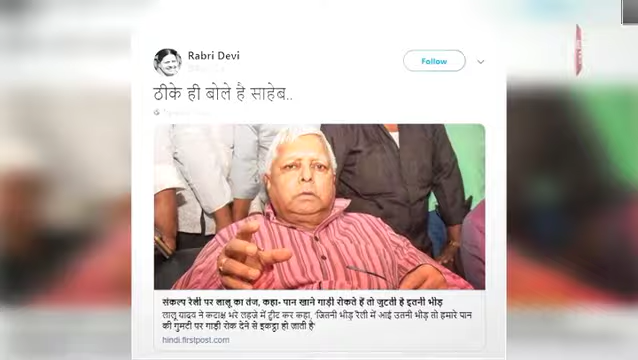 Rabri Devi
Follow
ठीके ही बोले है साहेब..
संकल्प रैली पर लालू का तंज, कहा- पान खाने गाड़ी रोकते हैं तो जुटती है इतनी भीड़
लालू यादव ने कटाक्ष भरे लहजे में ट्वीट कर कहा, 'जितनी भीड़ रैली में आई उतनी भीड़ तो हमारे पान
की गुमटी पर गाड़ी रोक देने से इकट्ठा हो जाती है'
hindi.firstpost.com